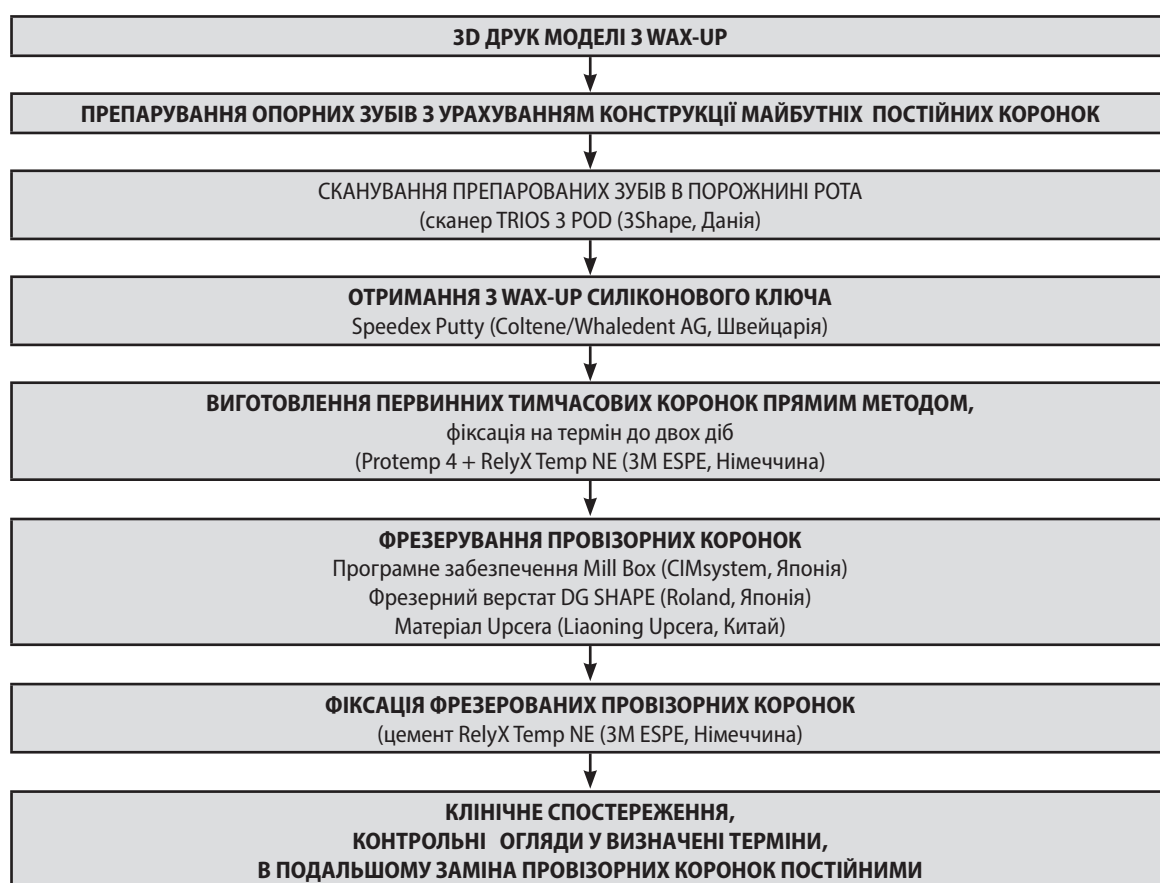 3D ДРУК МОДЕЛІ З WAX-UP
ПРЕПАРУВАННЯ ОПОРНИХ ЗУБІВ З УРАХУВАННЯМ КОНСТРУКЦІЇ МАЙБУТНІХ ПОСТІЙНИХ КОРОНОК
СКАНУВАННЯ ПРЕПАРОВАНИХ ЗУБІВ В ПОРОЖНИНІ РОТА
(сканер TRIOS 3 POD (3Shape, Данія)
ОТРИМАННЯ З WAX-UP СИЛІКОНОВОГО КЛЮЧА
Speedex Putty (Coltene/Whaledent AG, Швейцарія)
ВИГОТОВЛЕННЯ ПЕРВИННИХ ТИМЧАСОВИХ КОРОНОК ПРЯМИМ МЕТОДОМ,
фіксація на термін до двох діб
(Protemp 4 + RelyX Temp NE (3M ESPE, Німеччина)
ФРЕЗЕРУВАННЯ ПРОВІЗОРНИХ КОРОНОК
Програмне забезпечення Mill Box (CIMsystem, Японія)
Фрезерний верстат DG SHAPE (Roland, Японія)
Матеріал Upcera (Liaoning Upcera, Китай)
ФІКСАЦІЯ ФРЕЗЕРОВАНИХ ПРОВІЗОРНИХ КОРОНОК
(цемент RelyX Temp NE (3M ESPE, Німеччина)
КЛІНІЧНЕ СПОСТЕРЕЖЕННЯ,
КОНТРОЛЬНІ ОГЛЯДИ У ВИЗНАЧЕНІ ТЕРМІНИ,
В ПОДАЛЬШОМУ ЗАМІНА ПРОВІЗОРНИХ КОРОНОК ПОСТІЙНИМИ